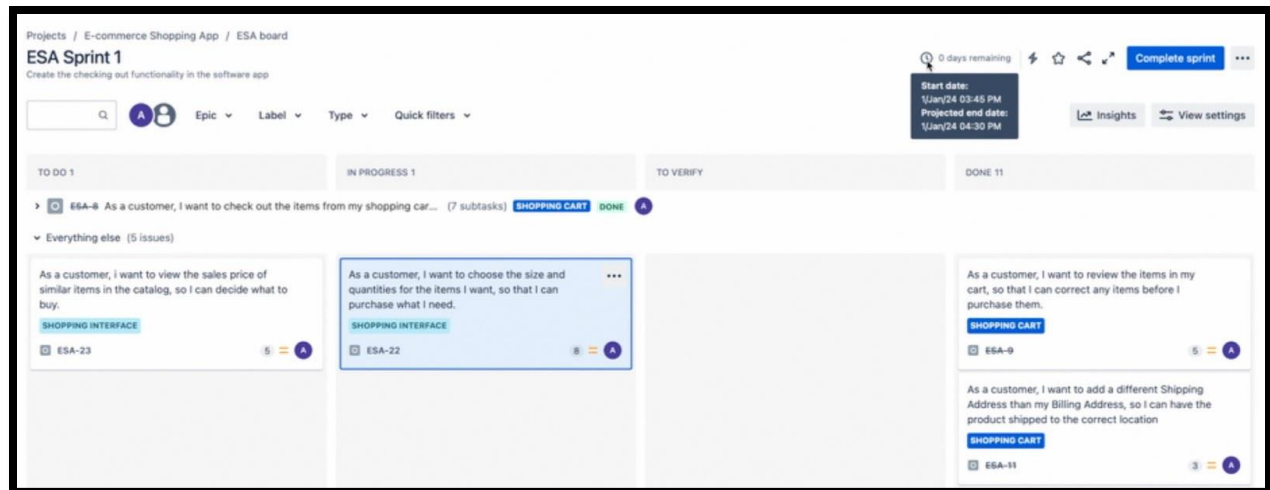 Projects / E-commerce Shopping App / ESA board
ESA Sprint 1
Create the checking out functionality in the software app
0 days remaining
Complete sprint
Start date:
1/Jan/24 03:45 PM
Projected end date:
1/Jan/24 04:30 PM
A
Epic
Label
Type
Quick filters
Insights
View settings
TO DO 1
IN PROGRESS 1
TO VERIFY
DONE 11
ESA-8 As a customer, I want to check out the items from my shopping car... (7 subtasks) SHOPPING CART DONE A
Everything else (5 issues)
As a customer, i want to view the sales price of
similar items in the catalog, so I can decide what to
buy.
SHOPPING INTERFACE
ESA-23 5 A
As a customer, I want to choose the size and
quantities for the items I want, so that I can
purchase what I need.
SHOPPING INTERFACE
ESA-22 8 A
As a customer, I want to review the items in my
cart, so that I can correct any items before I
purchase them.
SHOPPING CART
ESA-9 5 A
As a customer, I want to add a different Shipping
Address than my Billing Address, so I can have the
product shipped to the correct location
SHOPPING CART
ESA-11 3 A